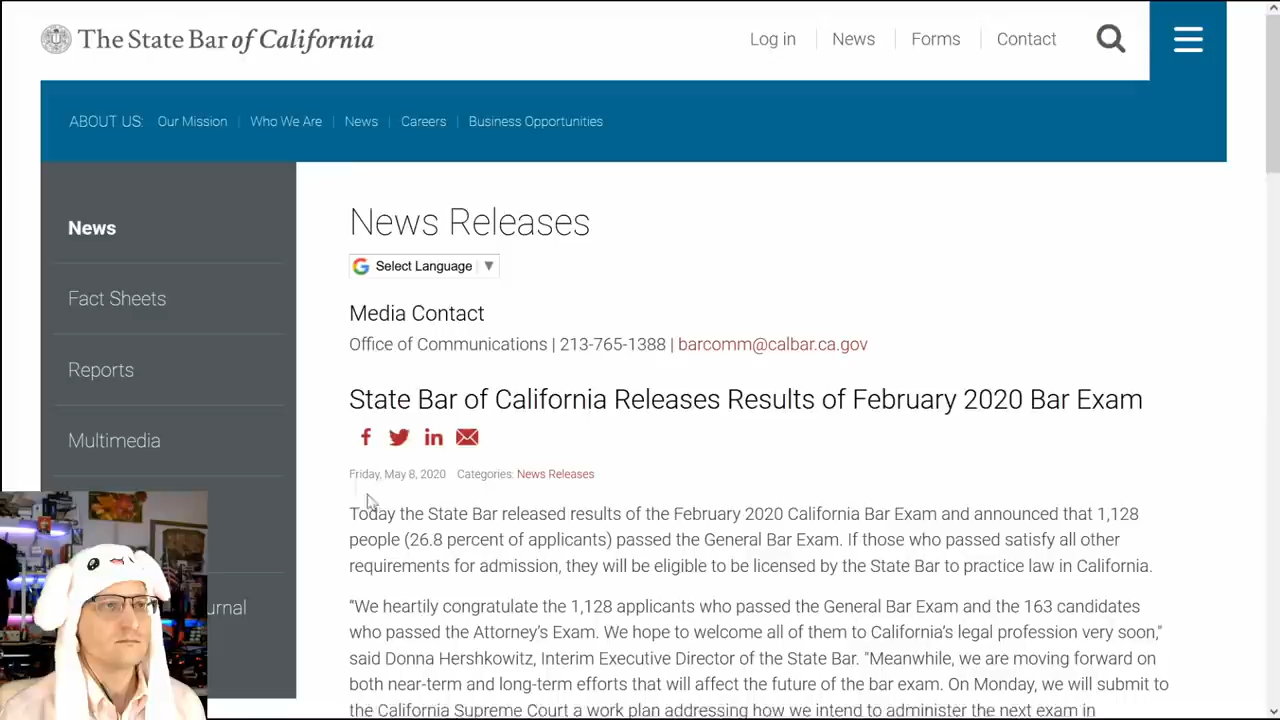 The State Bar of California
Log in
News
Forms
Contact
ABOUT US:
Our Mission
Who We Are
News
Careers
Business Opportunities
News
Fact Sheets
Reports
Multimedia
urnal
News Releases
Select Language ▼
Media Contact
Office of Communications | 213-765-1388 | barcomm@calbar.ca.gov
State Bar of California Releases Results of February 2020 Bar Exam
Friday, May 8, 2020 Categories: News Releases
Today the State Bar released results of the February 2020 California Bar Exam and announced that 1,128
people (26.8 percent of applicants) passed the General Bar Exam. If those who passed satisfy all other
requirements for admission, they will be eligible to be licensed by the State Bar to practice law in California.
“We heartily congratulate the 1,128 applicants who passed the General Bar Exam and the 163 candidates
who passed the Attorney’s Exam. We hope to welcome all of them to California’s legal profession very soon,”
said Donna Hershkowitz, Interim Executive Director of the State Bar. "Meanwhile, we are moving forward on
both near-term and long-term efforts that will affect the future of the bar exam. On Monday, we will submit to
the California Supreme Court a work plan addressing how we intend to administer the next exam in